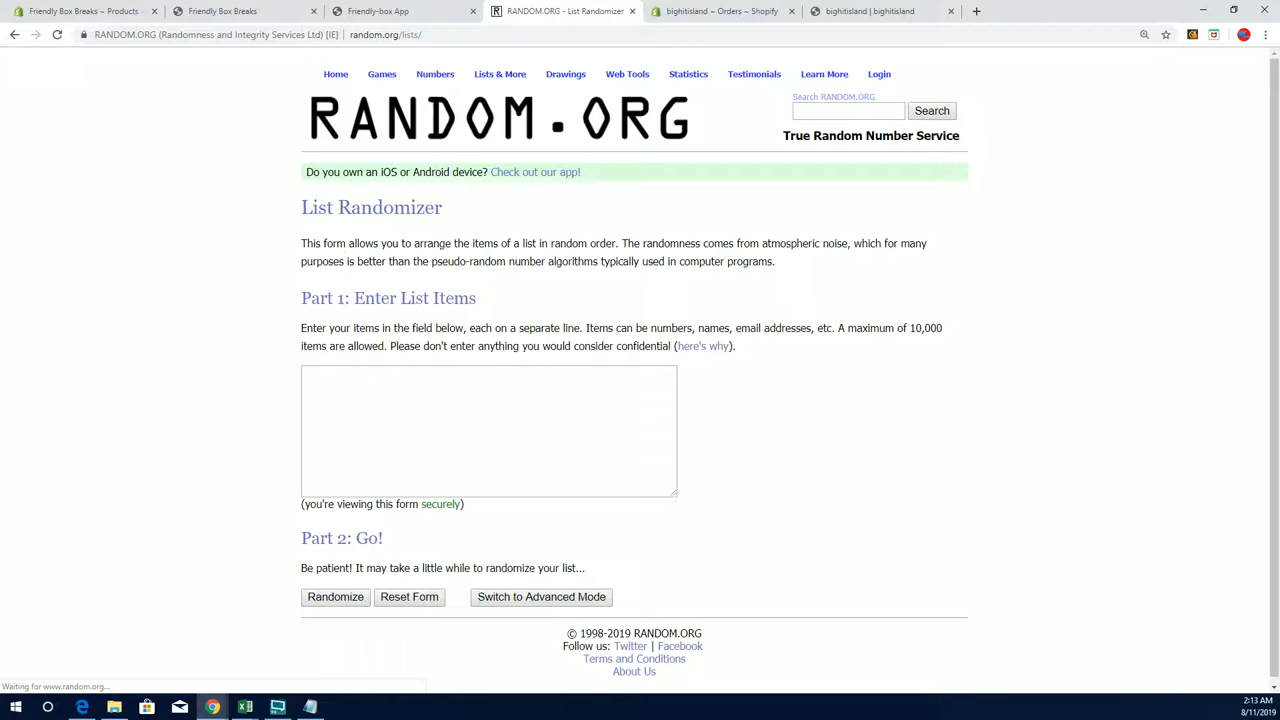 Friendly Box Breaks ~ Products ~
Friendly Box Breaks
Friendly-box App
RANDOM.ORG - List Randomizer
bighitisland ~ Orders ~ Shopify
bighitisland | bighitisland
RANDOM.ORG (Randomness and Integrity Services Ltd) [IE] | random.org/lists/
Home Games Numbers Lists & More Drawings Web Tools Statistics Testimonials Learn More Login
RANDOM.ORG
Search RANDOM.ORG
Search
True Random Number Service
Do you own an iOS or Android device? Check out our app!
List Randomizer
This form allows you to arrange the items of a list in random order. The randomness comes from atmospheric noise, which for many
purposes is better than the pseudo-random number algorithms typically used in computer programs.
Part 1: Enter List Items
Enter your items in the field below, each on a separate line. Items can be numbers, names, email addresses, etc. A maximum of 10,000
items are allowed. Please don't enter anything you would consider confidential (here's why).
(you're viewing this form securely)
Part 2: Go!
Be patient! It may take a little while to randomize your list...
Randomize Reset Form Switch to Advanced Mode
© 1998-2019 RANDOM.ORG
Follow us: Twitter | Facebook
Terms and Conditions
About Us
Waiting for www.random.org...
2:13 AM
8/11/2019